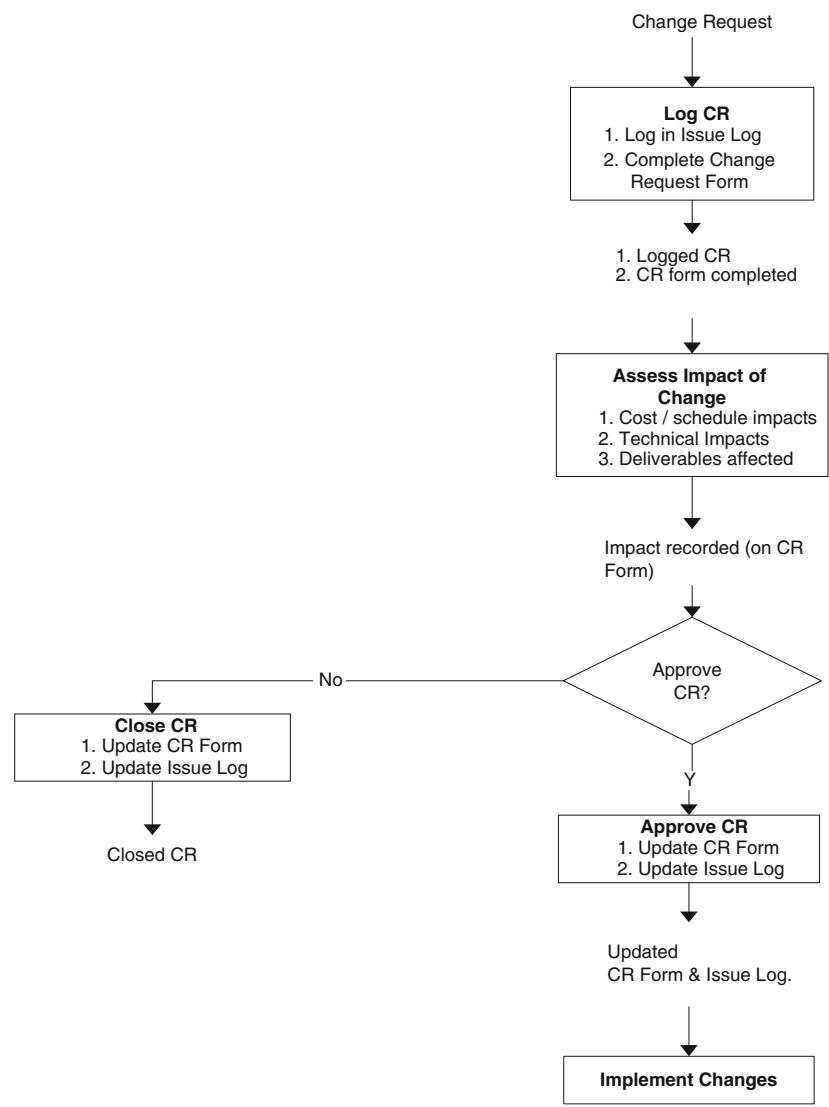 Change Request
Log CR
1. Log in Issue Log
2. Complete Change
Request Form
1. Logged CR
2. CR form completed
Assess Impact of
Change
1. Cost / schedule impacts
2. Technical Impacts
3. Deliverables affected
Impact recorded (on CR
Form)
Approve
CR?
No
Close CR
1. Update CR Form
2. Update Issue Log
Closed CR
Y
Approve CR
1. Update CR Form
2. Update Issue Log
Updated
CR Form & Issue Log.
Implement Changes